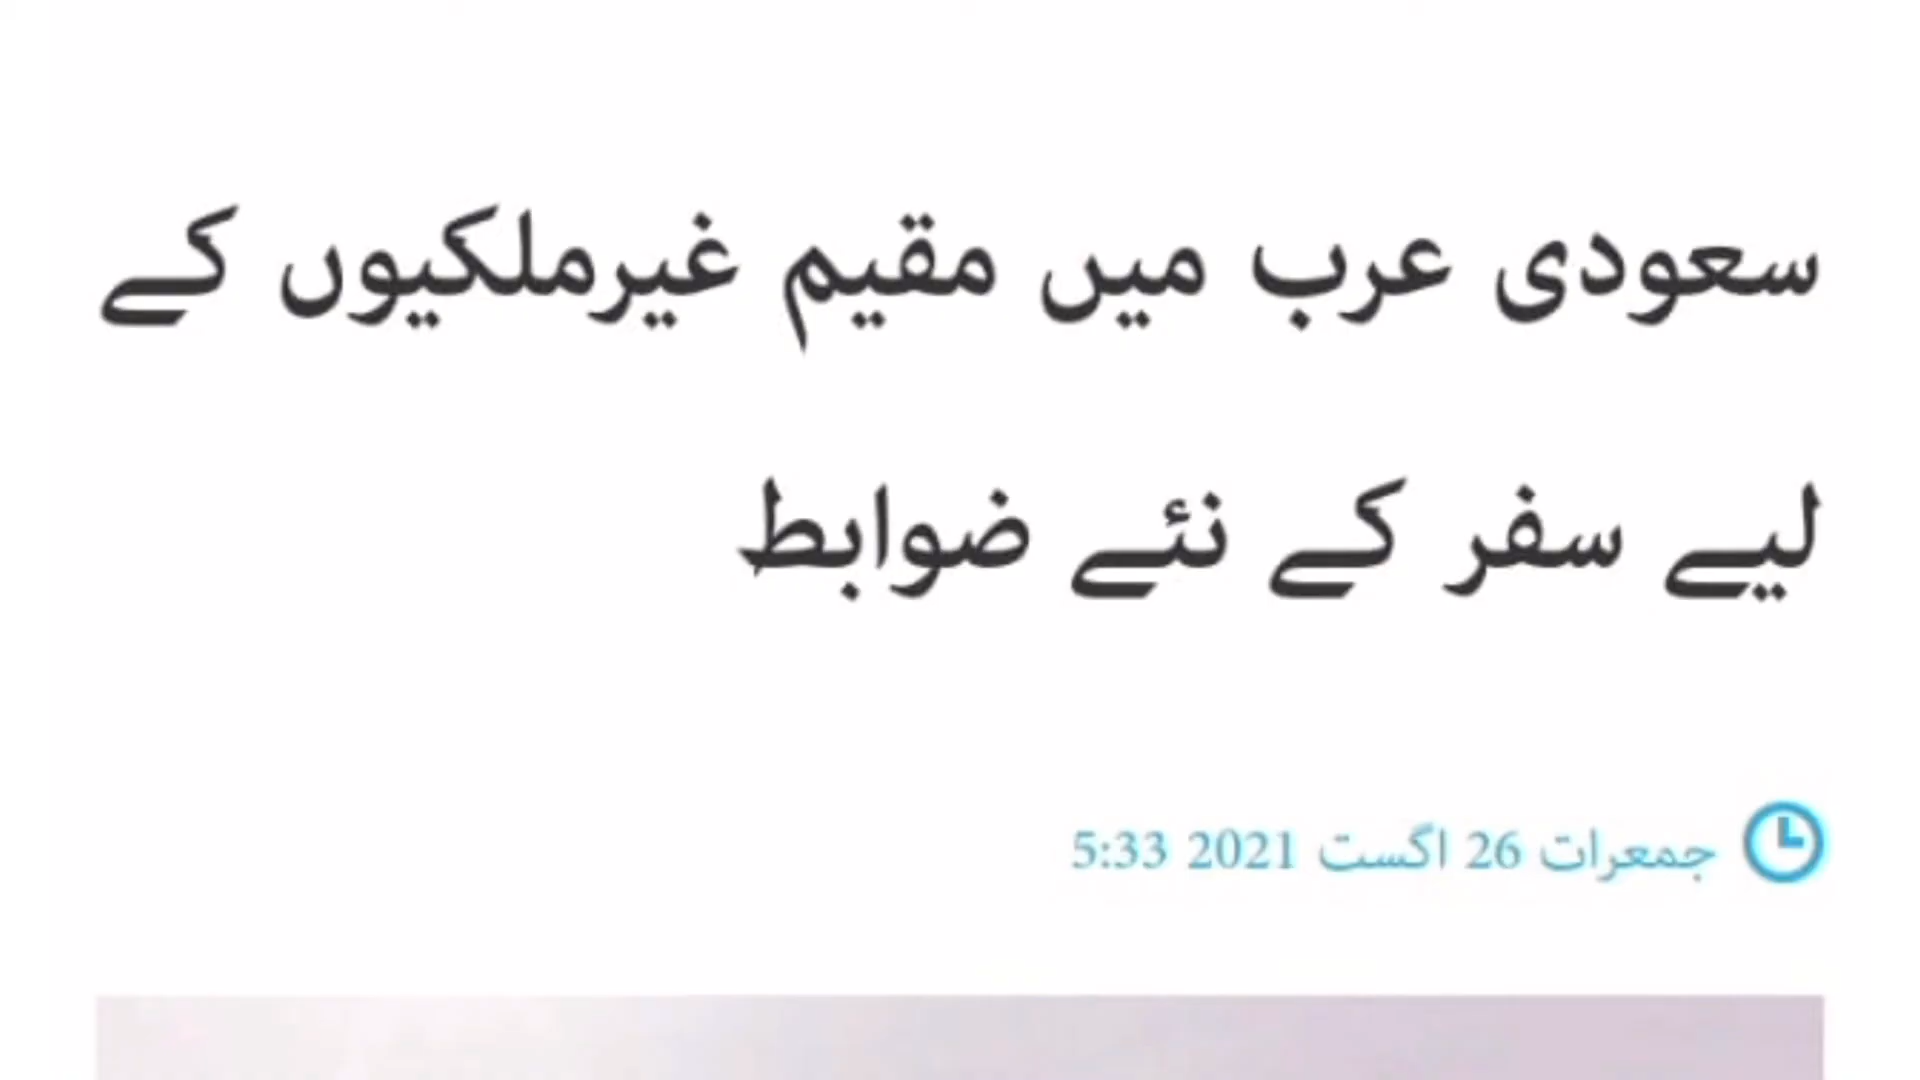 سعودی عرب میں مقیم غیرملکیوں کے
لیے سفر کے نئے ضوابط
جمعرات 26 اگست 2021 5:33